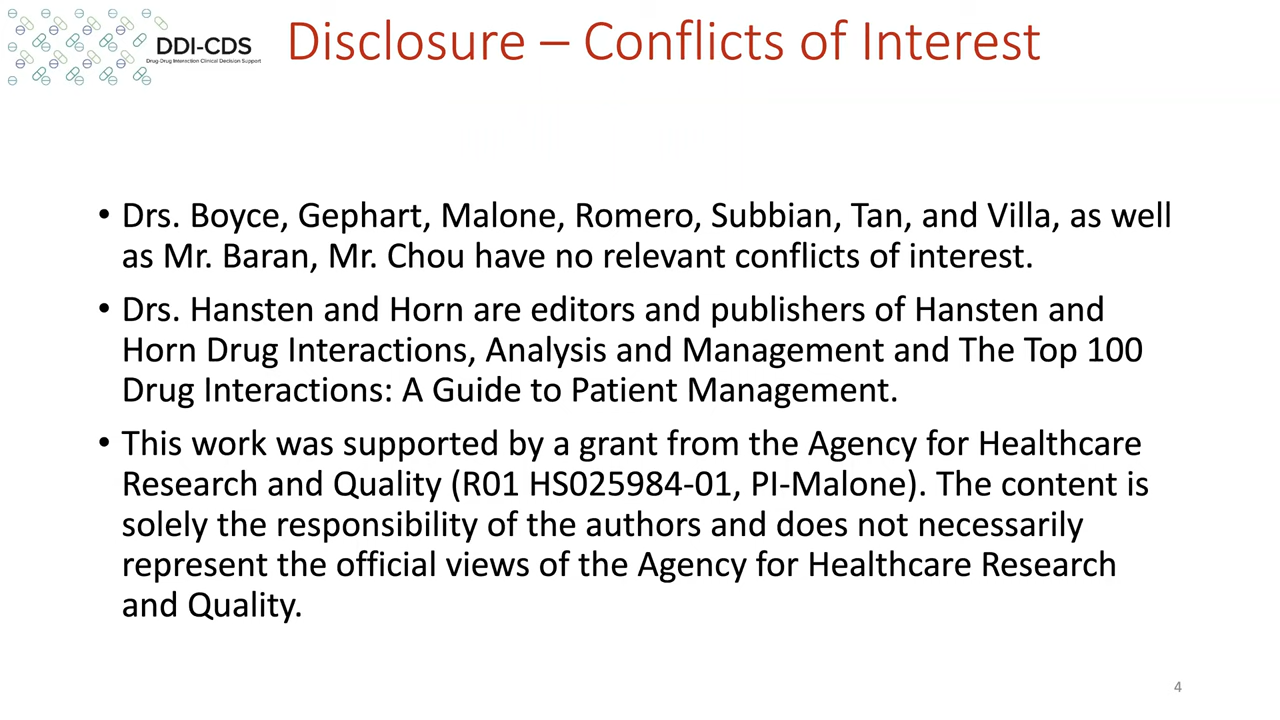 DDI-CDS
Drug-Drug Interaction Clinical Decision Support
Disclosure – Conflicts of Interest
• Drs. Boyce, Gephart, Malone, Romero, Subbian, Tan, and Villa, as well
as Mr. Baran, Mr. Chou have no relevant conflicts of interest.
• Drs. Hansten and Horn are editors and publishers of Hansten and
Horn Drug Interactions, Analysis and Management and The Top 100
Drug Interactions: A Guide to Patient Management.
• This work was supported by a grant from the Agency for Healthcare
Research and Quality (R01 HS025984-01, PI-Malone). The content is
solely the responsibility of the authors and does not necessarily
represent the official views of the Agency for Healthcare Research
and Quality.
4